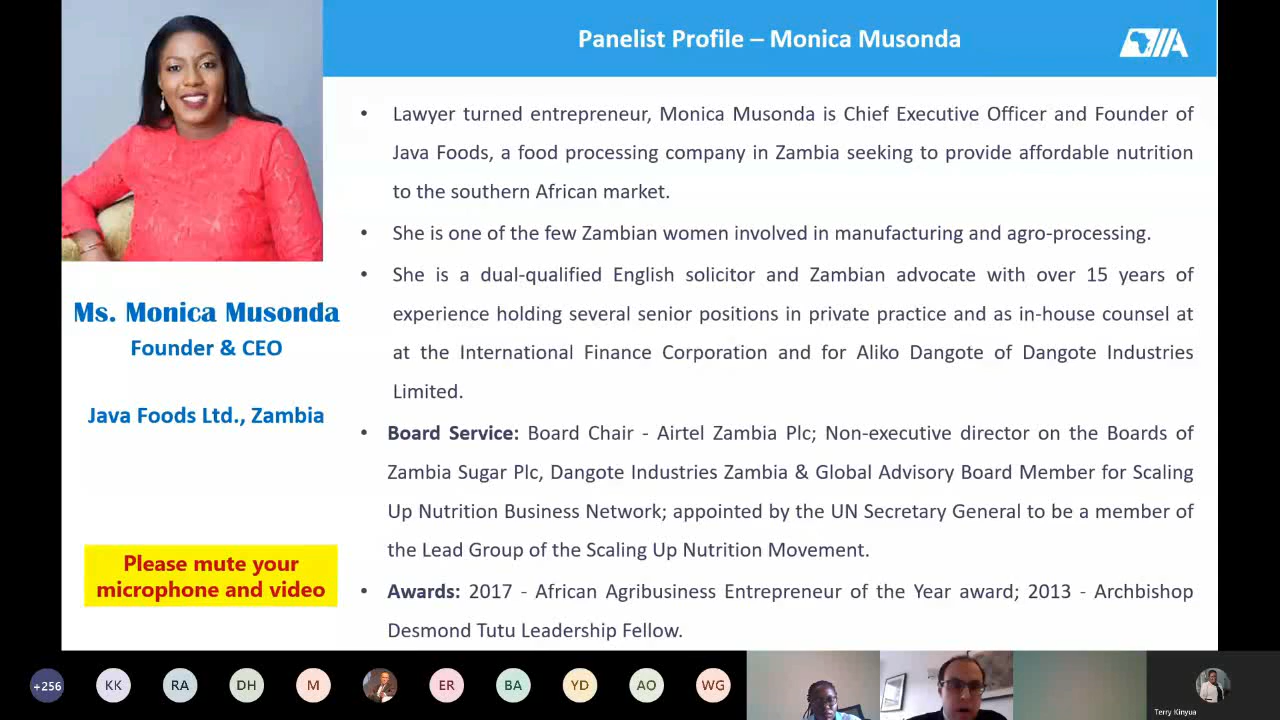 Panelist Profile – Monica Musonda
• Lawyer turned entrepreneur, Monica Musonda is Chief Executive Officer and Founder of
Java Foods, a food processing company in Zambia seeking to provide affordable nutrition
to the southern African market.
• She is one of the few Zambian women involved in manufacturing and agro-processing.
• She is a dual-qualified English solicitor and Zambian advocate with over 15 years of
experience holding several senior positions in private practice and as in-house counsel at
at the International Finance Corporation and for Aliko Dangote of Dangote Industries
Limited.
• Board Service: Board Chair - Airtel Zambia Plc; Non-executive director on the Boards of
Zambia Sugar Plc, Dangote Industries Zambia & Global Advisory Board Member for Scaling
Up Nutrition Business Network; appointed by the UN Secretary General to be a member of
the Lead Group of the Scaling Up Nutrition Movement.
• Awards: 2017 - African Agribusiness Entrepreneur of the Year award; 2013 - Archbishop
Desmond Tutu Leadership Fellow.
Ms. Monica Musonda
Founder & CEO
Java Foods Ltd., Zambia
Please mute your
microphone and video
+256
KK
RA
DH
M
ER
BA
YD
AO
WG
Terry Kinyua